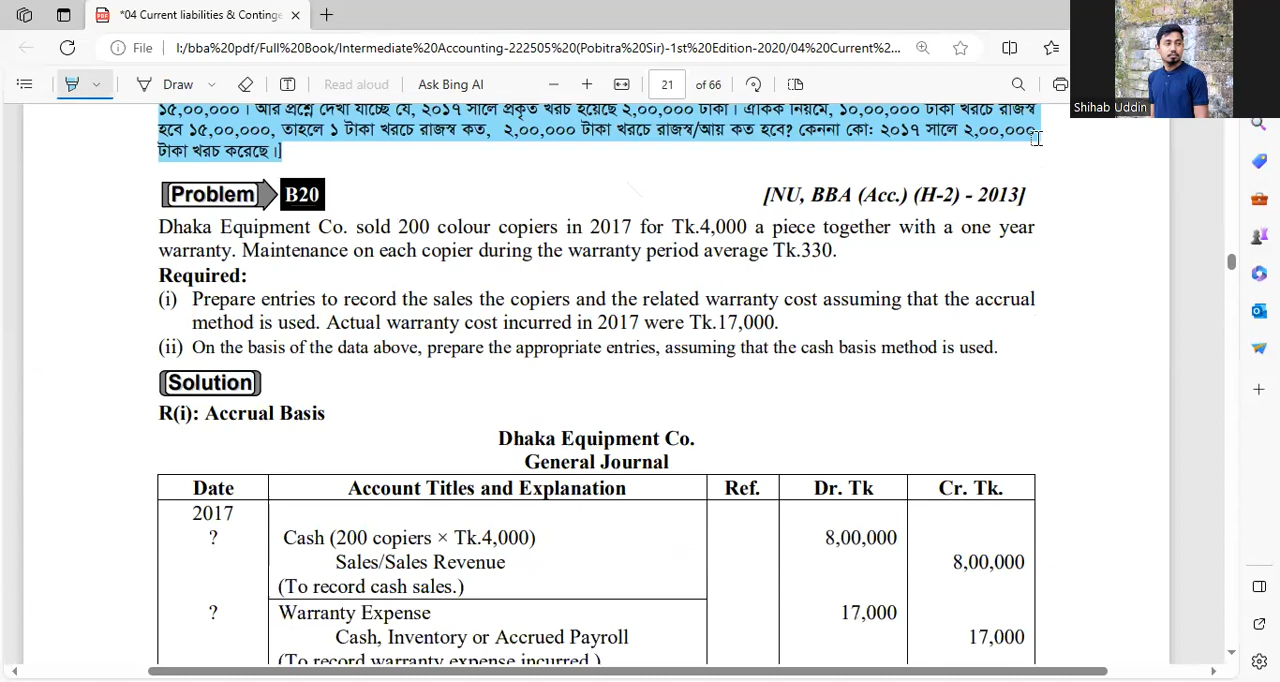 *04 Current liabilities & Continge
File
I:/bba%20pdf/Full%20Book/Intermediate%20Accounting-222505%20(Pobitra%20Sir)-1st%20Edition-2020/04%20Current%2...
Draw
Read aloud
Ask Bing AI
21
of 66
Shihab Uddin
১৫,০০,০০০। আর প্রশ্নে দেখা যাচ্ছে যে, ২০১৭ সালে প্রকৃত খরচ হয়েছে ২,০০,০০০ টাকা। ঐকিক নিয়মে, ১০,০০,০০০ টাকা খরচে রাজস্ব
হবে ১৫,০০,০০০, তাহলে ১ টাকা খরচে রাজস্ব কত, ২,০০,০০০ টাকা খরচে রাজস্ব/আয় কত হবে? কেননা কো: ২০১৭ সালে ২,০০,০০০
টাকা খরচ করেছে।]
Problem B20 [NU, BBA (Acc.) (H-2) - 2013]
Dhaka Equipment Co. sold 200 colour copiers in 2017 for Tk.4,000 a piece together with a one year
warranty. Maintenance on each copier during the warranty period average Tk.330.
Required:
(i) Prepare entries to record the sales the copiers and the related warranty cost assuming that the accrual
method is used. Actual warranty cost incurred in 2017 were Tk.17,000.
(ii) On the basis of the data above, prepare the appropriate entries, assuming that the cash basis method is used.
Solution
R(i): Accrual Basis
Dhaka Equipment Co.
General Journal
Date Account Titles and Explanation Ref. Dr. Tk Cr. Tk.
2017
? Cash (200 copiers × Tk.4,000) 8,00,000
Sales/Sales Revenue 8,00,000
(To record cash sales.)
? Warranty Expense 17,000
Cash, Inventory or Accrued Payroll 17,000
(To record warranty expense incurred.)